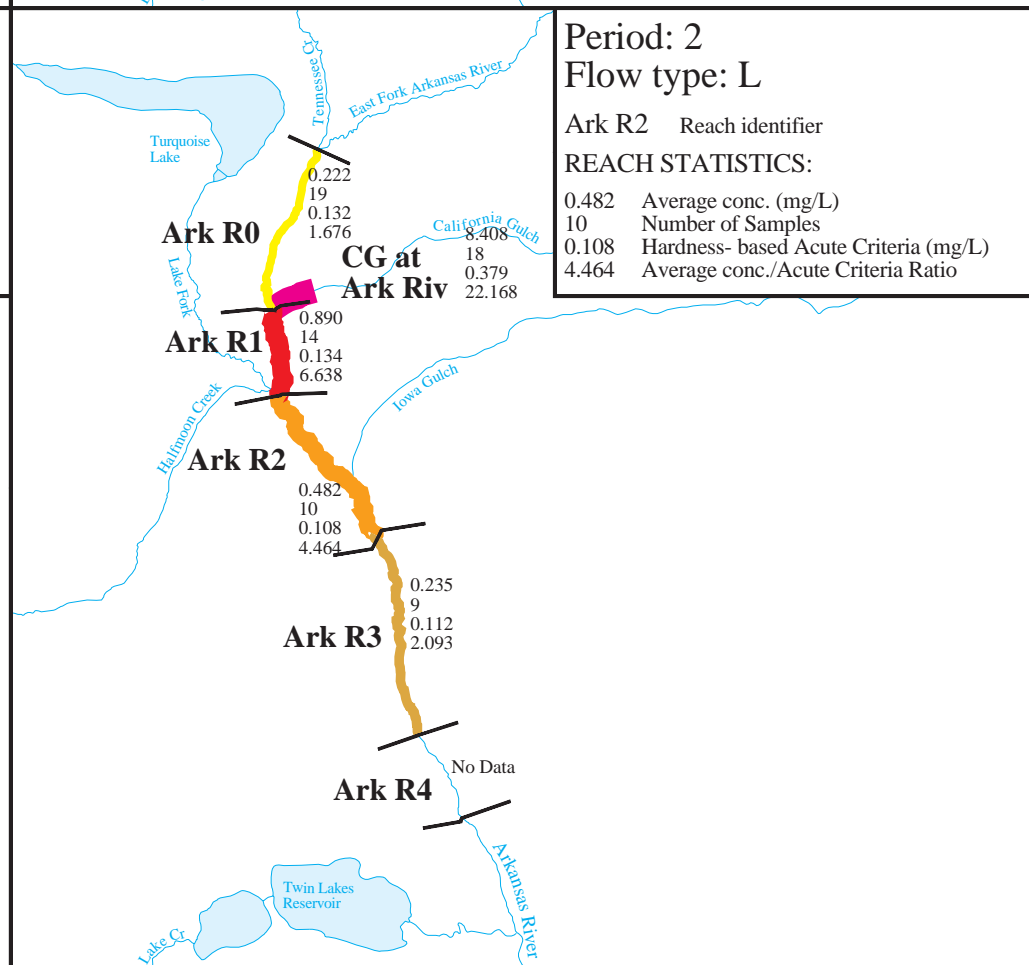 Period: 2
Flow type: L
Ark R2 Reach identifier
REACH STATISTICS:
0.482 Average conc. (mg/L)
10 Number of Samples
0.108 Hardness- based Acute Criteria (mg/L)
4.464 Average conc./Acute Criteria Ratio
Tennessee Cr
East Fork Arkansas River
Turquoise
Lake
0.222
19
0.132
1.676
Ark R0
California Gulch
CG at
Ark Riv
8.408
18
0.379
22.168
Lake Fork
Ark R1
0.890
14
0.134
6.638
Iowa Gulch
Halfmoon Creek
Ark R2
0.482
10
0.108
4.464
Ark R3
0.235
9
0.112
2.093
No Data
Ark R4
Arkansas River
Twin Lakes
Reservoir
Lake Cr